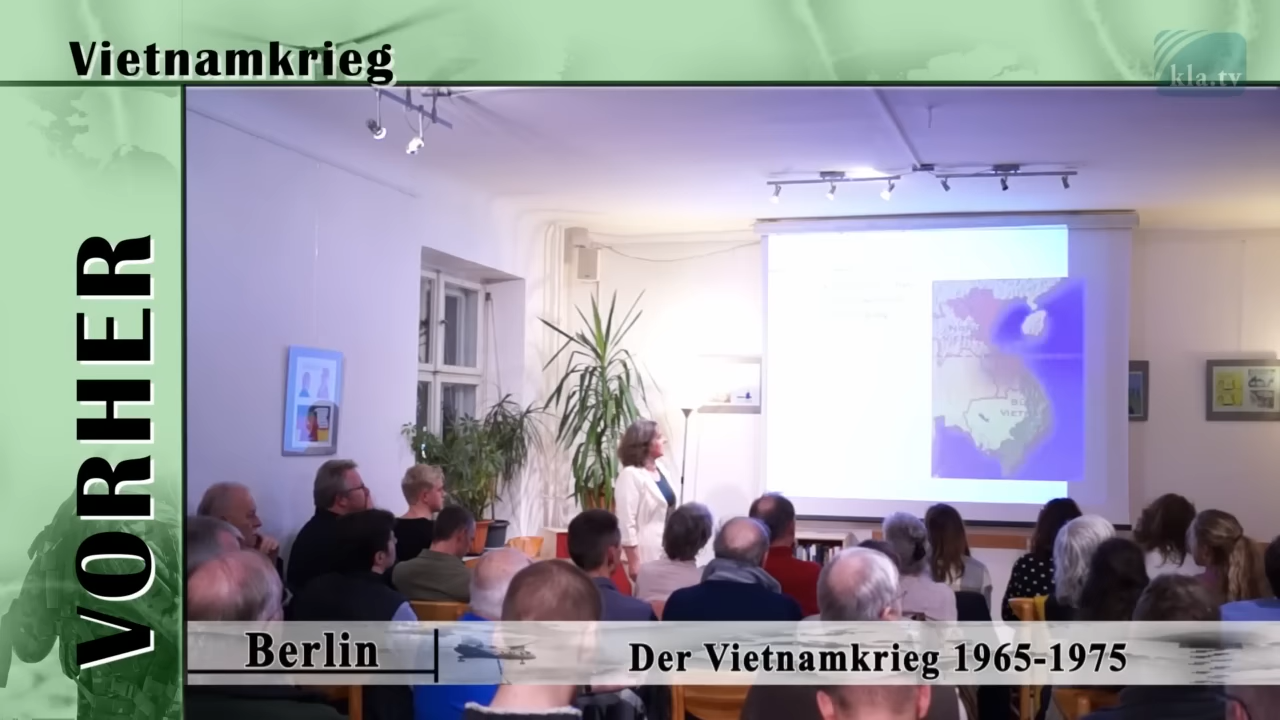 Vietnamkrieg
kla.tv
VORHER
Berlin
Der Vietnamkrieg 1965-1975